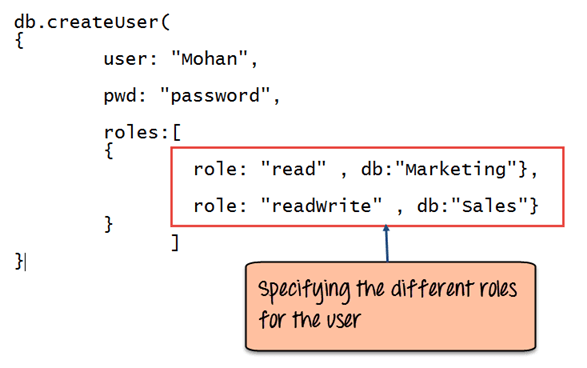 db.createUser(
{
user: "Mohan",
pwd: "password",
roles:[
{
role: "read" , db:"Marketing"},
role: "readWrite" , db:"Sales"}
}
]
}
Specifying the different roles
for the user